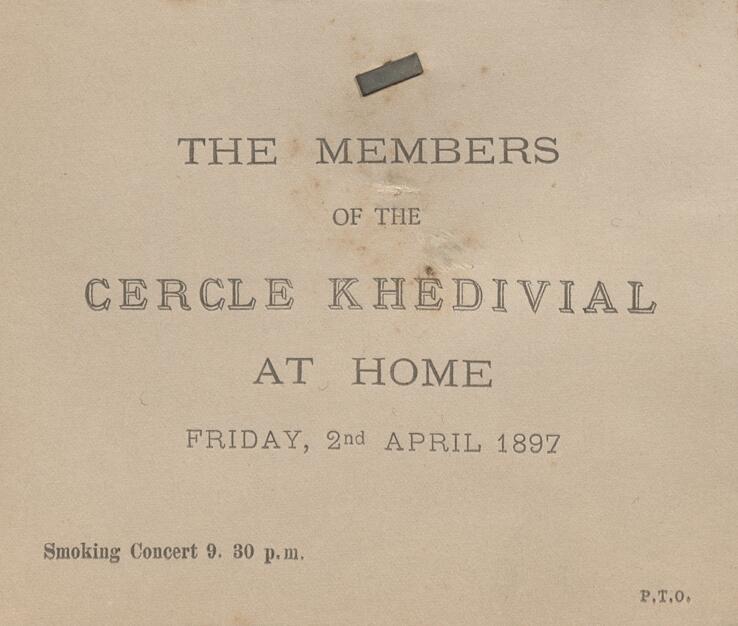 THE MEMBERS
OF THE
CERCLE KHEDIVIAL
AT HOME
FRIDAY, 2nd APRIL 1897
Smoking Concert 9. 30 p.m.
P.T.O.